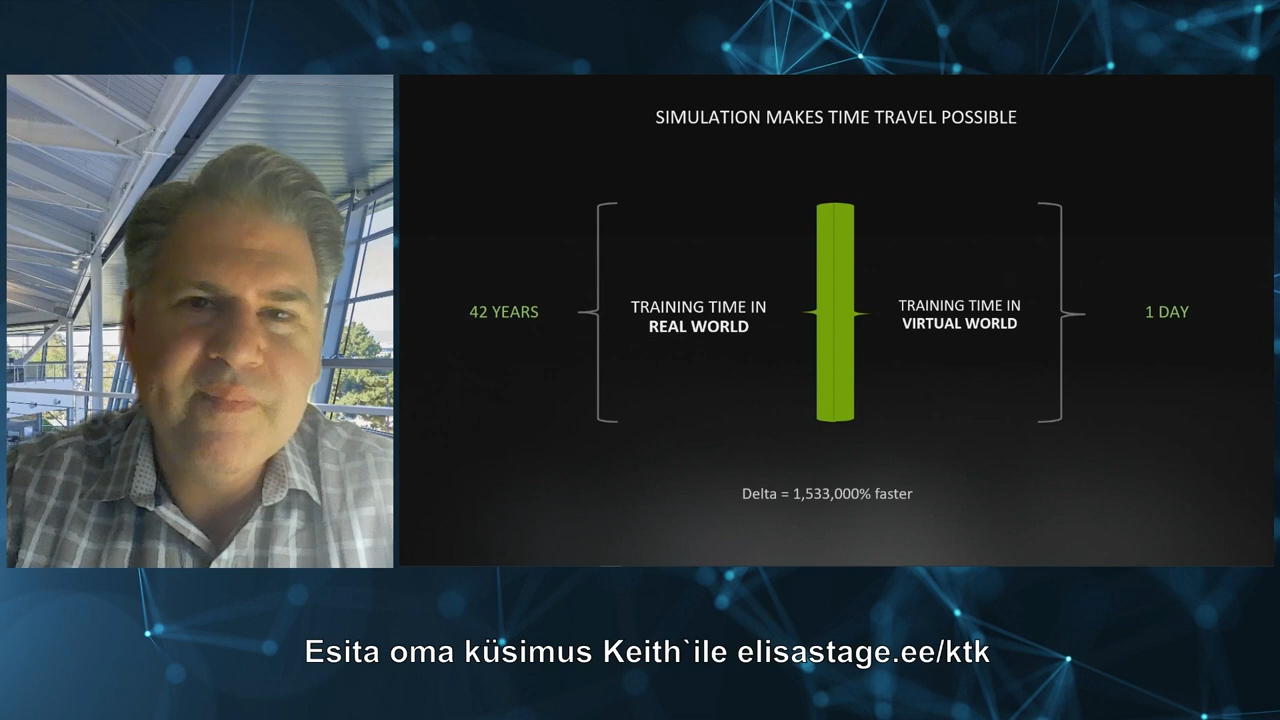 SIMULATION MAKES TIME TRAVEL POSSIBLE
42 YEARS
TRAINING TIME IN
REAL WORLD
TRAINING TIME IN
VIRTUAL WORLD
1 DAY
Delta = 1,533,000% faster
Esita oma küsimus Keith`ile elisastage.ee/ktk